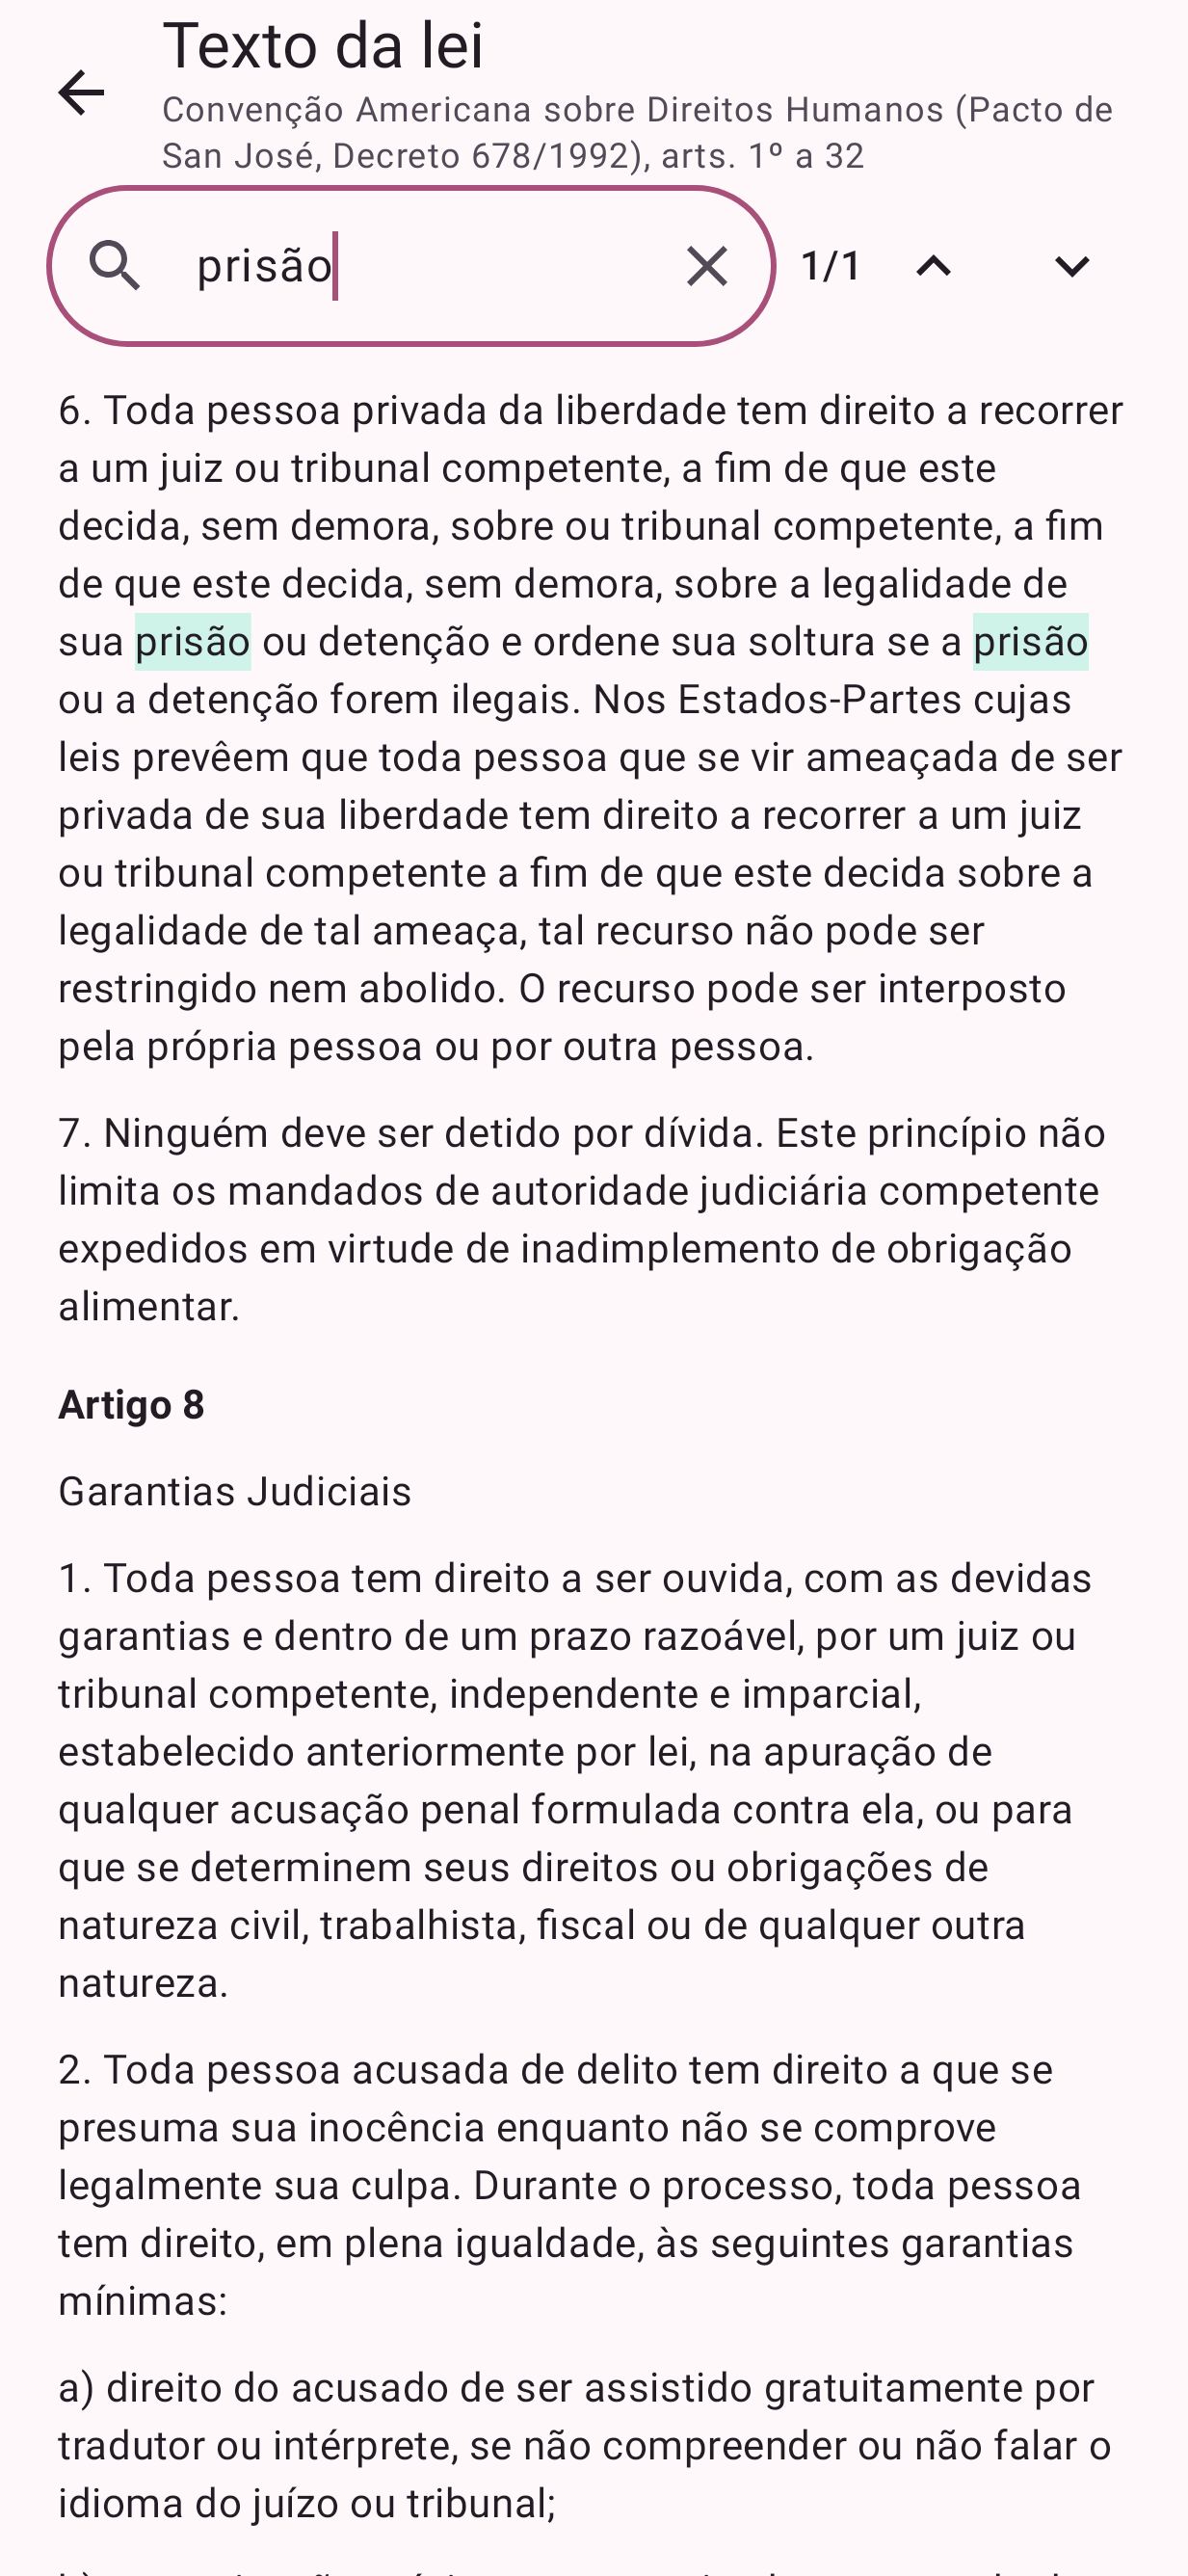 Texto da lei
Convenção Americana sobre Direitos Humanos (Pacto de
San José, Decreto 678/1992), arts. 1º a 32
prisão
1/1
6. Toda pessoa privada da liberdade tem direito a recorrer
a um juiz ou tribunal competente, a fim de que este
decida, sem demora, sobre ou tribunal competente, a fim
de que este decida, sem demora, sobre a legalidade de
sua prisão ou detenção e ordene sua soltura se a prisão
ou a detenção forem ilegais. Nos Estados-Partes cujas
leis prevêem que toda pessoa que se vir ameaçada de ser
privada de sua liberdade tem direito a recorrer a um juiz
ou tribunal competente a fim de que este decida sobre a
legalidade de tal ameaça, tal recurso não pode ser
restringido nem abolido. O recurso pode ser interposto
pela própria pessoa ou por outra pessoa.
7. Ninguém deve ser detido por dívida. Este princípio não
limita os mandados de autoridade judiciária competente
expedidos em virtude de inadimplemento de obrigação
alimentar.
Artigo 8
Garantias Judiciais
1. Toda pessoa tem direito a ser ouvida, com as devidas
garantias e dentro de um prazo razoável, por um juiz ou
tribunal competente, independente e imparcial,
estabelecido anteriormente por lei, na apuração de
qualquer acusação penal formulada contra ela, ou para
que se determinem seus direitos ou obrigações de
natureza civil, trabalhista, fiscal ou de qualquer outra
natureza.
2. Toda pessoa acusada de delito tem direito a que se
presuma sua inocência enquanto não se comprove
legalmente sua culpa. Durante o processo, toda pessoa
tem direito, em plena igualdade, às seguintes garantias
mínimas:
a) direito do acusado de ser assistido gratuitamente por
tradutor ou intérprete, se não compreender ou não falar o
idioma do juízo ou tribunal;